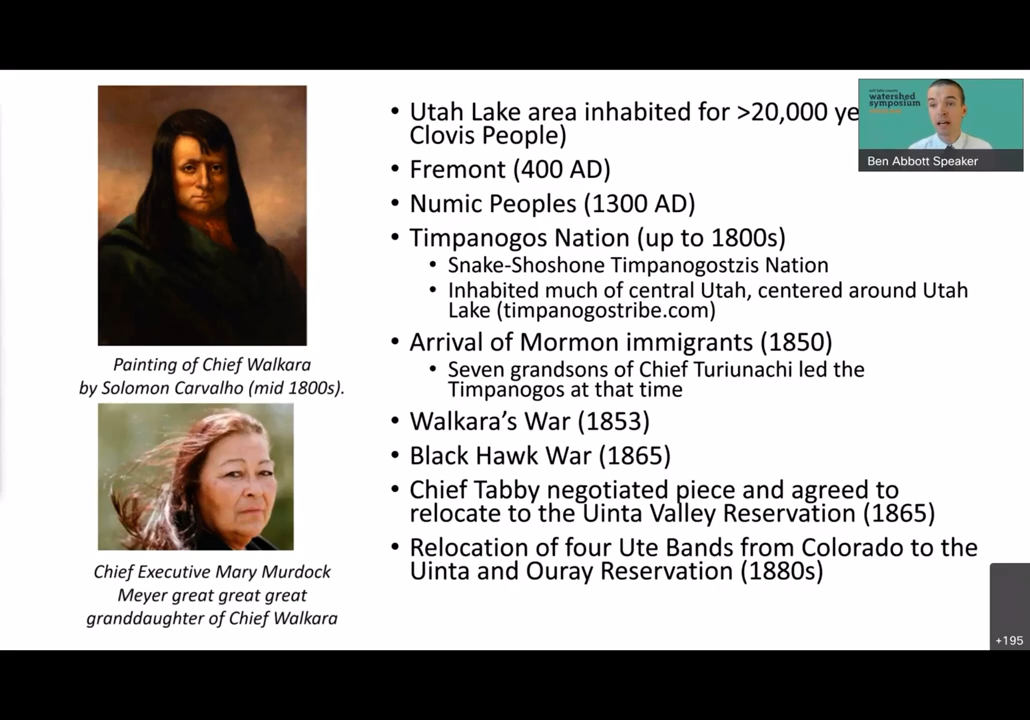 • Utah Lake area inhabited for >20,000 ye
Clovis People)
• Fremont (400 AD)
• Numic Peoples (1300 AD)
• Timpanogos Nation (up to 1800s)
• Snake-Shoshone Timpanogostzis Nation
• Inhabited much of central Utah, centered around Utah
Lake (timpanogostribe.com)
• Arrival of Mormon immigrants (1850)
• Seven grandsons of Chief Turiunachi led the
Timpanogos at that time
• Walkara's War (1853)
• Black Hawk War (1865)
• Chief Tabby negotiated piece and agreed to
relocate to the Uinta Valley Reservation (1865)
• Relocation of four Ute Bands from Colorado to the
Uinta and Ouray Reservation (1880s)
Painting of Chief Walkara
by Solomon Carvalho (mid 1800s).
Chief Executive Mary Murdock
Meyer great great great
granddaughter of Chief Walkara
watershed
symposium
Ben Abbott Speaker
+195